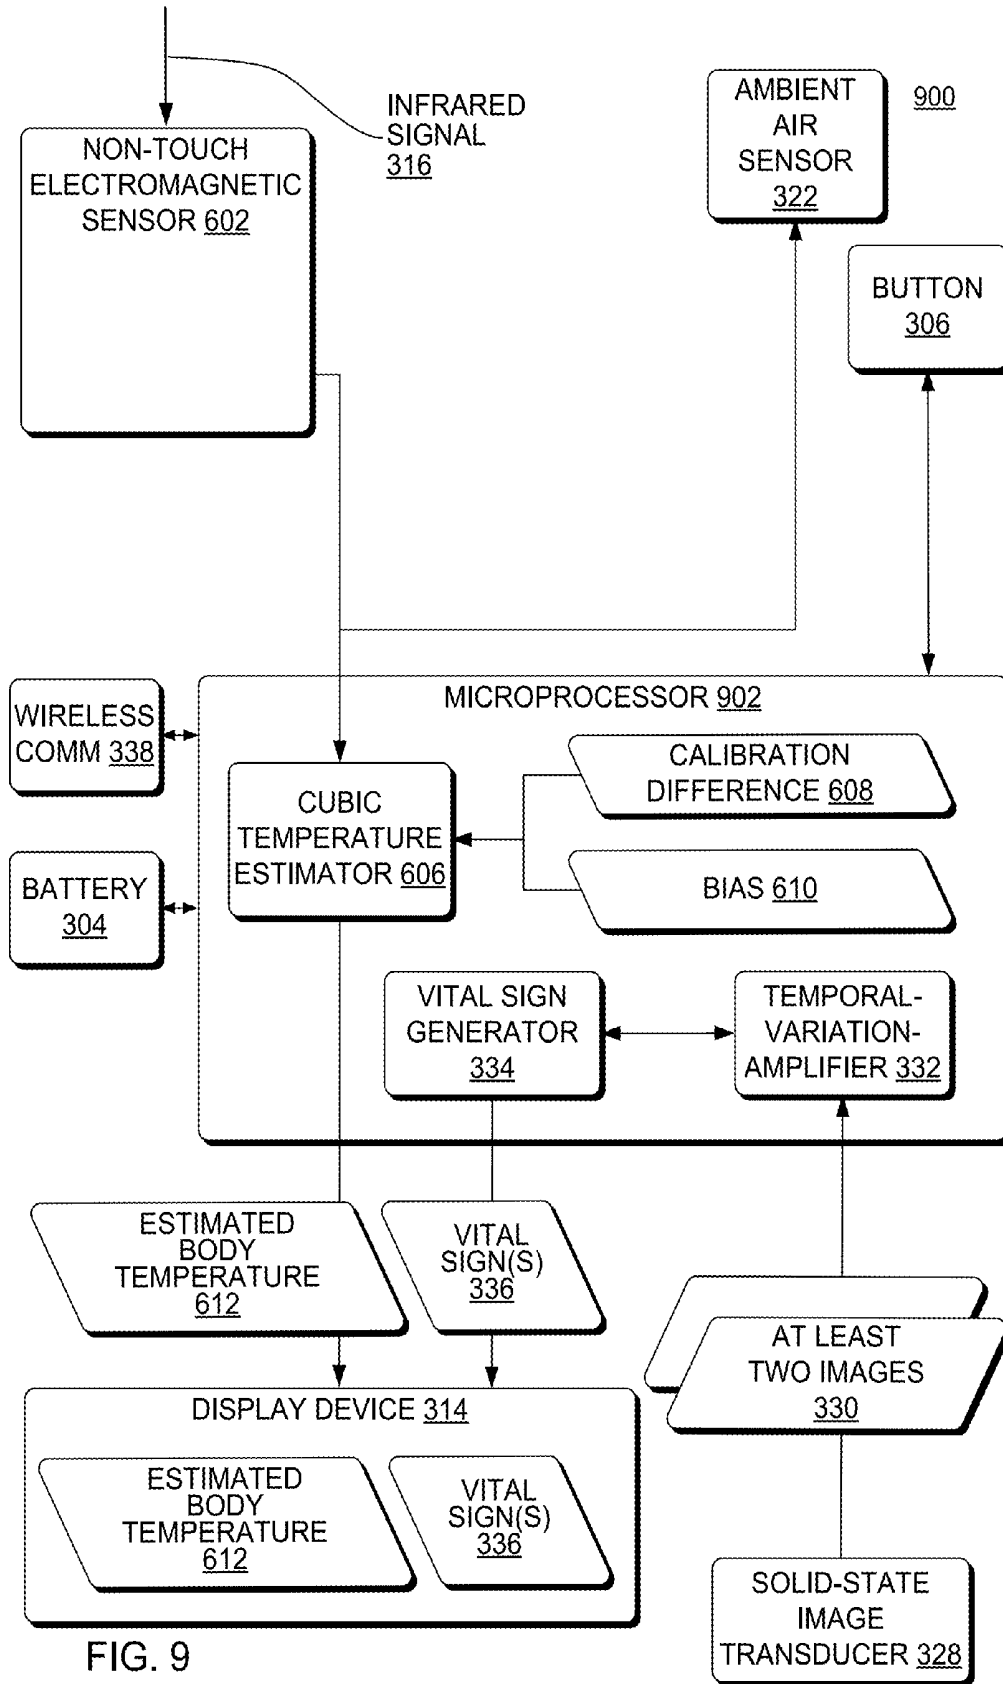 INFRARED
SIGNAL
316
NON-TOUCH
ELECTROMAGNETIC
SENSOR 602
AMBIENT
AIR
SENSOR
322
900
BUTTON
306
MICROPROCESSOR 902
WIRELESS
COMM 338
BATTERY
304
CUBIC
TEMPERATURE
ESTIMATOR 606
CALIBRATION
DIFFERENCE 608
BIAS 610
VITAL SIGN
GENERATOR
334
TEMPORAL-
VARIATION-
AMPLIFIER 332
ESTIMATED
BODY
TEMPERATURE
612
VITAL
SIGN(S)
336
AT LEAST
TWO IMAGES
330
DISPLAY DEVICE 314
ESTIMATED
BODY
TEMPERATURE
612
VITAL
SIGN(S)
336
SOLID-STATE
IMAGE
TRANSDUCER 328
FIG. 9